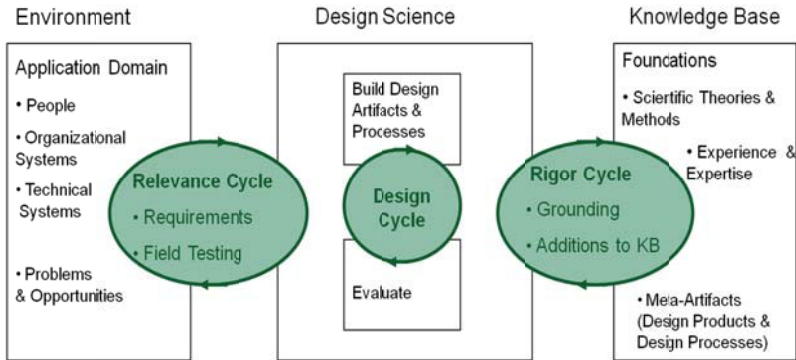 Environment
Design Science
Knowledge Base
Application Domain
• People
• Organizational
Systems
• Technical
Systems
• Problems
& Opportunities
Relevance Cycle
• Requirements
• Field Testing
Build Design
Artifacts &
Processes
Design
Cycle
Evaluate
Rigor Cycle
• Grounding
• Additions to KB
Foundations
• Scientific Theories &
Methods
• Experience &
Expertise
• Meta-Artifacts
(Design Products &
Design Processes)